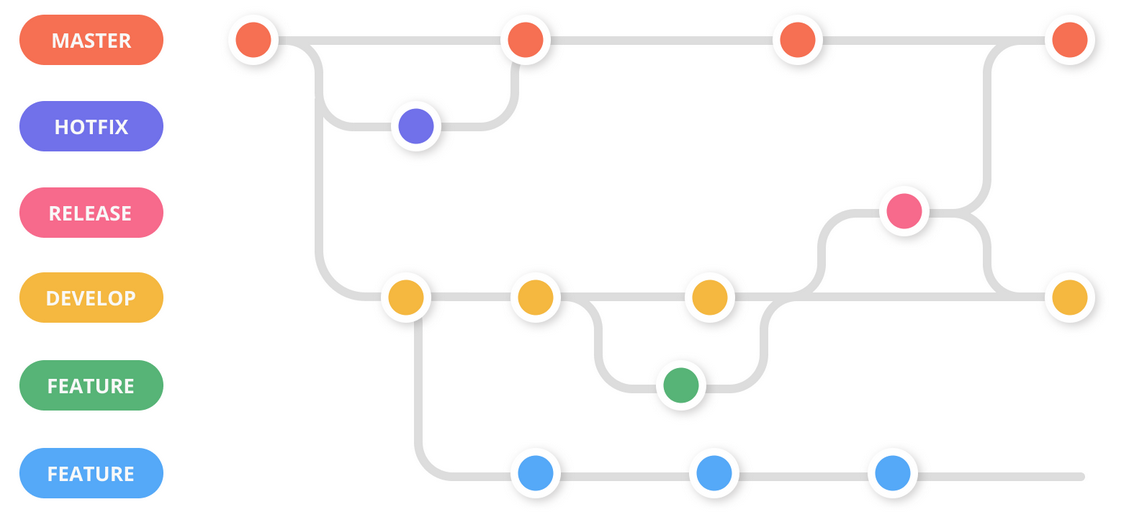 MASTER
HOTFIX
RELEASE
DEVELOP
FEATURE
FEATURE